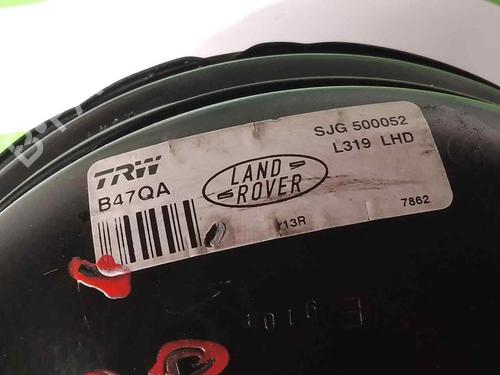 TRW
B47QA
LAND
ROVER
SJG 500052
L319 LHD
13R
7862